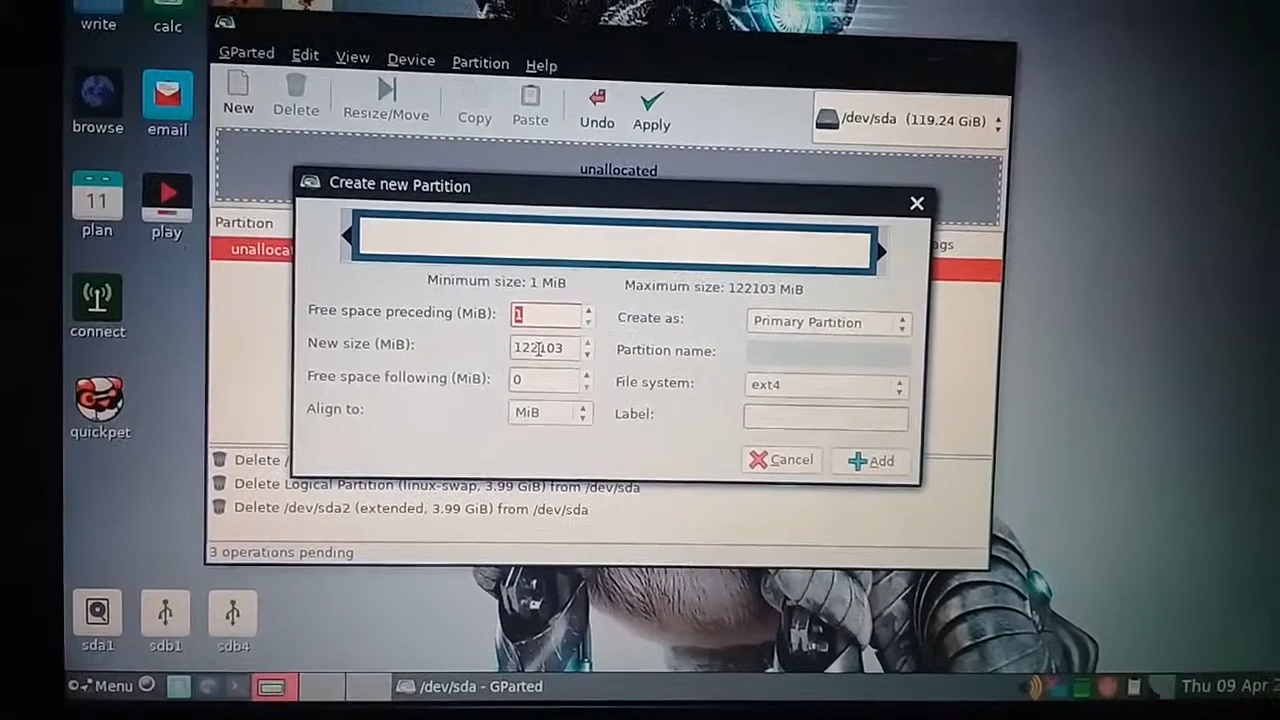 write
calc
browse
email
11
plan
play
connect
quickpet
sda1
sdb1
sdb4
GParted Edit View Device Partition Help
New
Delete
Resize/Move
Copy
Paste
Undo
Apply
/dev/sda (119.24 GiB)
unallocated
Partition
Create new Partition
Minimum size: 1 MiB
Maximum size: 122103 MiB
Free space preceding (MiB): 1
Create as: Primary Partition
New size (MiB): 122103
Partition name:
Free space following (MiB): 0
File system: ext4
Align to: MiB
Label:
Cancel
Add
Delete
Delete Logical Partition (linux-swap, 3.99 GiB) from /dev/sda
Delete /dev/sda2 (extended, 3.99 GiB) from /dev/sda
3 operations pending
Menu
/dev/sda - GParted
Thu 09 Apr